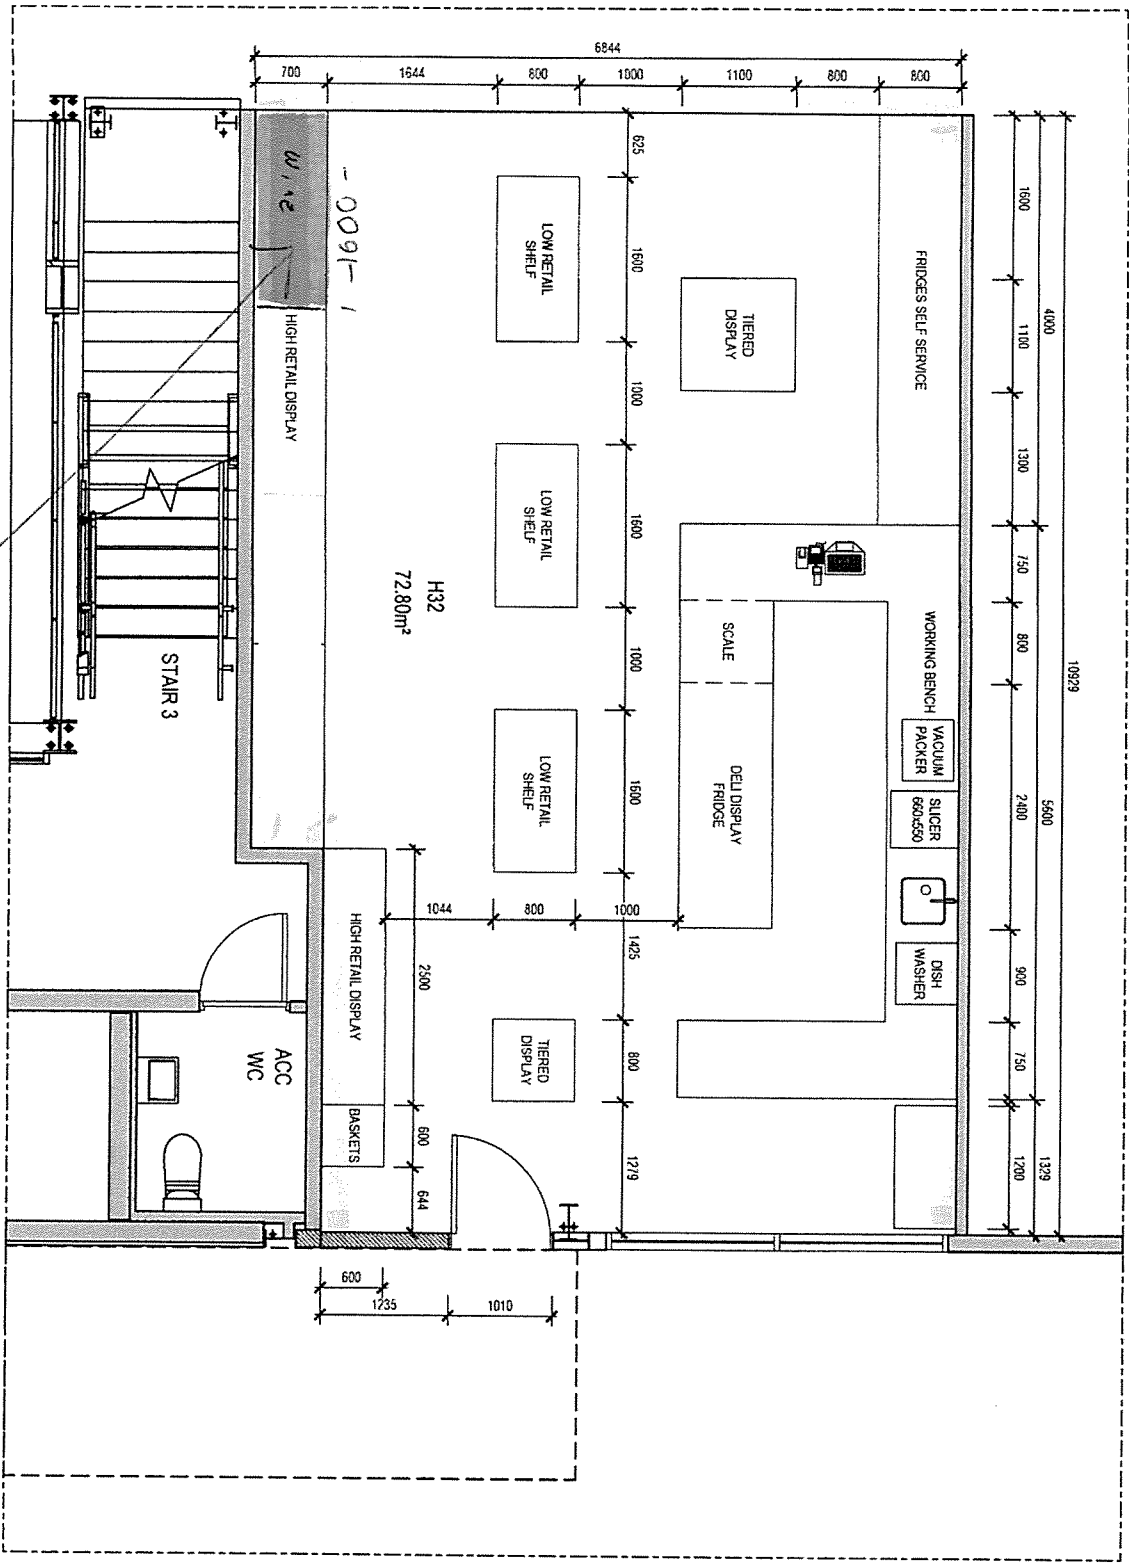 6844
700
1644
800
1000
1100
800
800
10929
4000
5600
1329
1600
1100
1300
750
800
2400
900
750
1200
FRIDGES SELF SERVICE
TIERED
DISPLAY
LOW RETAIL
SHELF
625
1600
1000
1600
1000
1600
1425
800
1279
Wine
- 1600 -
HIGH RETAIL DISPLAY
LOW RETAIL
SHELF
SCALE
WORKING BENCH
VACUUM
PACKER
SLICER
660x550
DISH
WASHER
DELI DISPLAY
FRIDGE
H32
72.80m²
STAIR 3
LOW RETAIL
SHELF
1044
800
1000
2500
600
644
HIGH RETAIL DISPLAY
TIERED
DISPLAY
BASKETS
ACC
WC
600
1235
1010